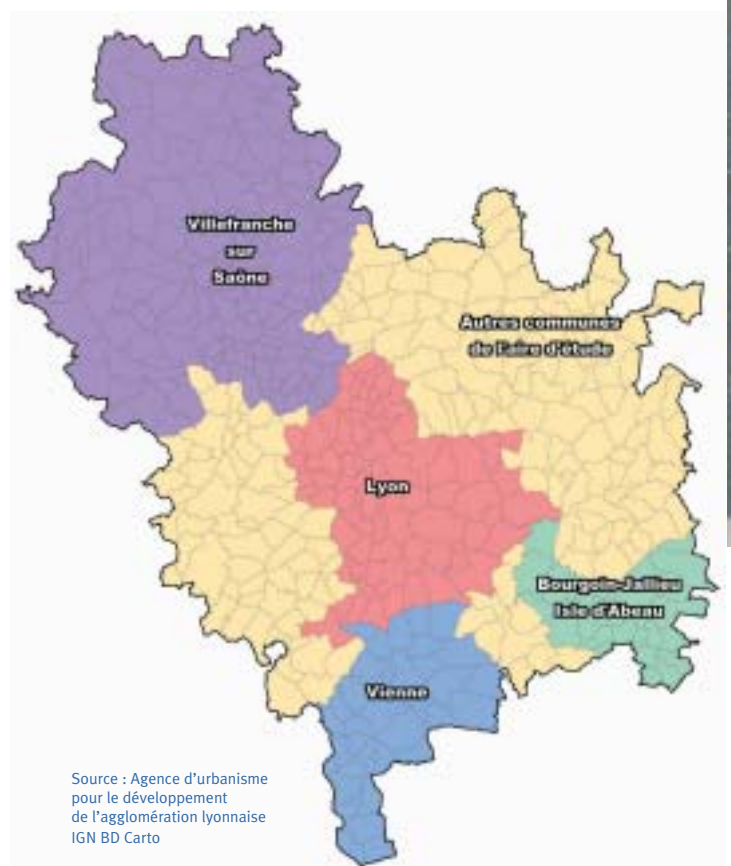 Villefranche
sur
Saône
Autres communes
de l'aire d'étude
Lyon
Bourgoin-Jallieu
Isle d'Abeau
Vienne
Source : Agence d'urbanisme
pour le développement
de l'agglomération lyonnaise
IGN BD Carto